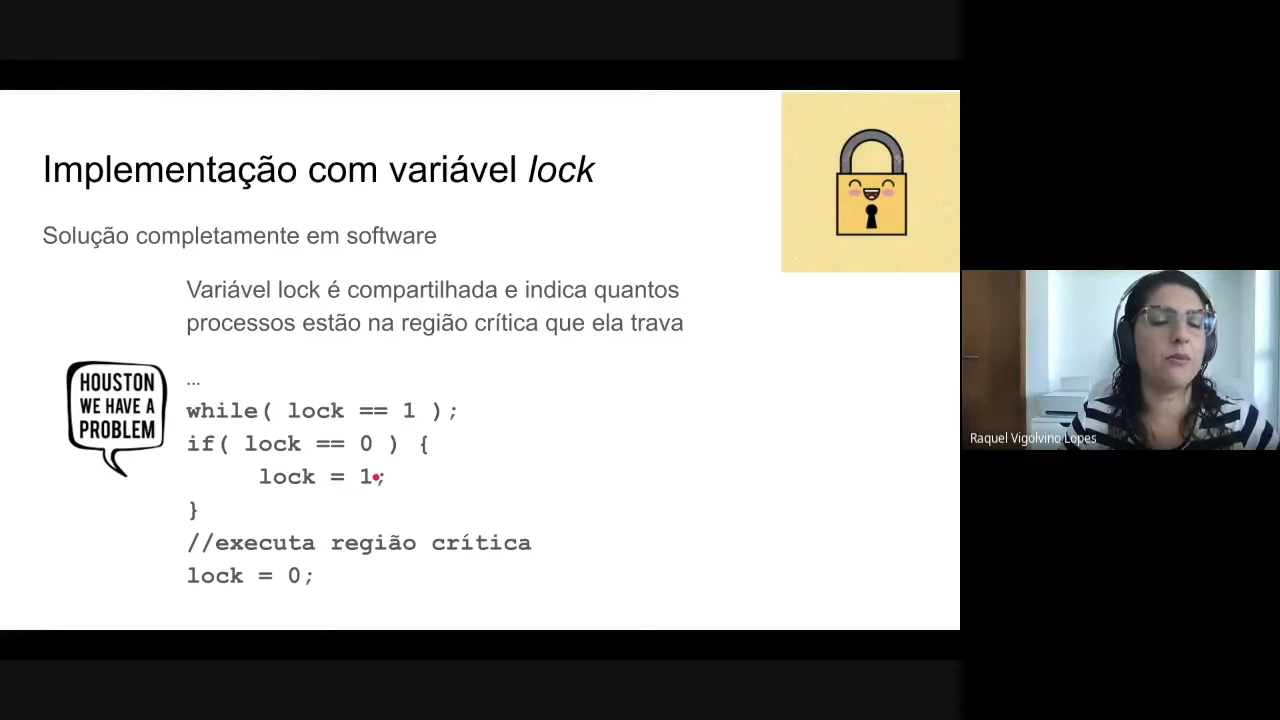 Implementação com variável lock
Solução completamente em software
Variável lock é compartilhada e indica quantos
processos estão na região crítica que ela trava
...
HOUSTON
WE HAVE A
PROBLEM
while( lock == 1 );
if( lock == 0 ) {
lock = 1;
}
//executa região crítica
lock = 0;
Raquel Vigolvino Lopes